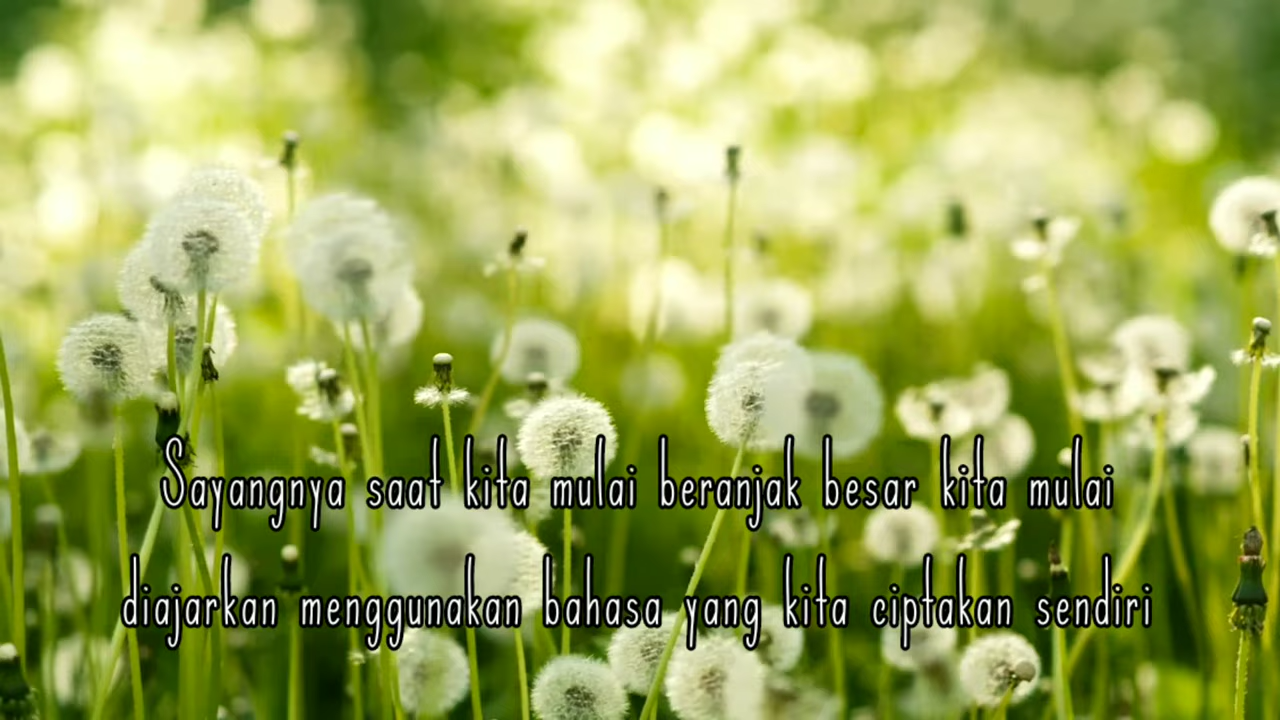 Sayangnya saat kita mulai beranjak besar kita mulai
diajarkan menggunakan bahasa yang kita ciptakan sendiri